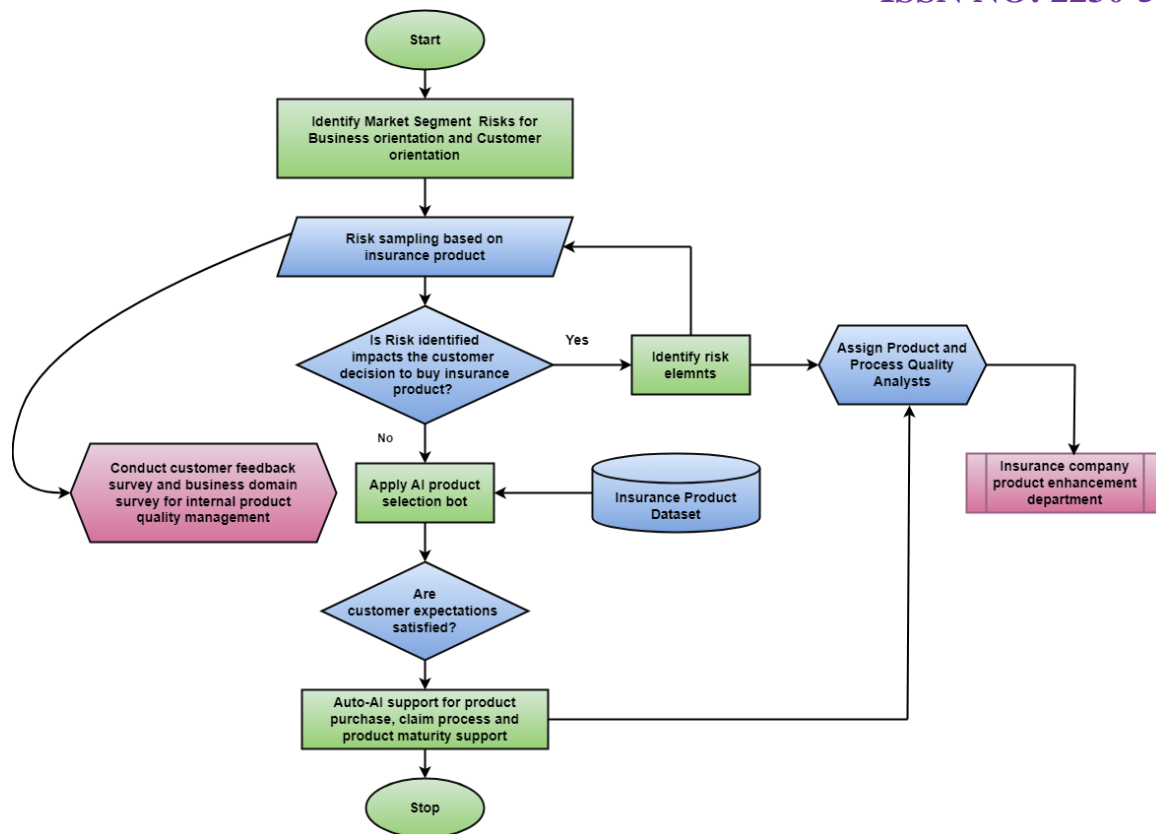 ISSN NO: 2230-5
Start
Identify Market Segment Risks for
Business orientation and Customer
orientation
Risk sampling based on
insurance product
Is Risk identified
impacts the customer
decision to buy insurance
product?
Yes
Identify risk
elemnts
Assign Product and
Process Quality
Analysts
No
Conduct customer feedback
survey and business domain
survey for internal product
quality management
Apply AI product
selection bot
Insurance Product
Dataset
Insurance company
product enhancement
department
Are
customer expectations
satisfied?
Auto-AI support for product
purchase, claim process and
product maturity support
Stop